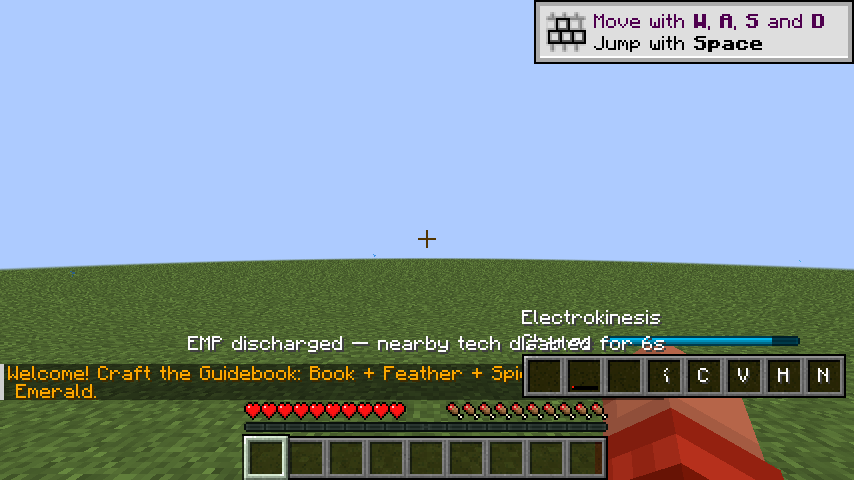 Move with W, A, S and D
Jump with Space
Electrokinesis
EMP discharged — nearby tech disabled for 6s
Welcome! Craft the Guidebook: Book + Feather +
Emerald.
C V H N